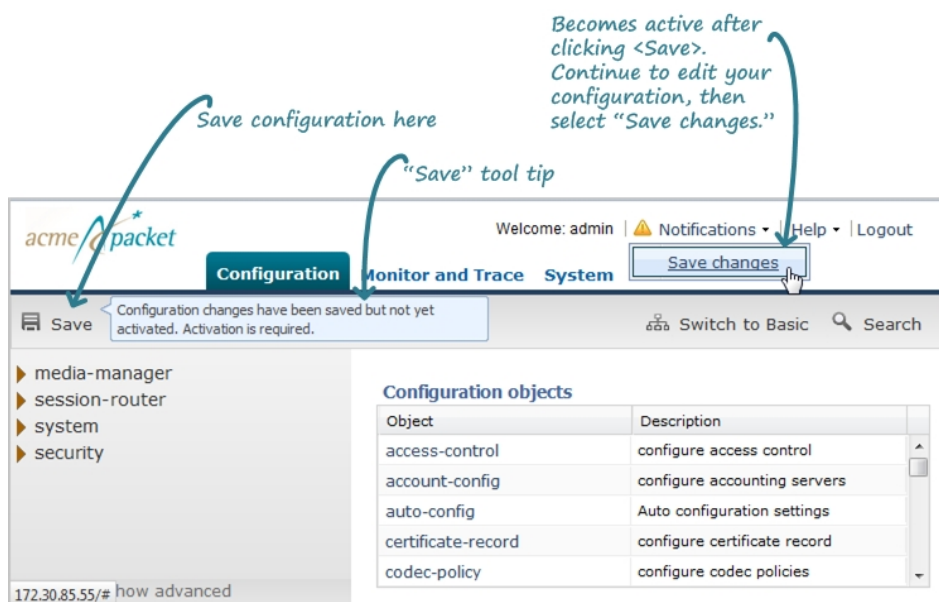 Becomes active after
clicking <Save>.
Continue to edit your
configuration, then
select “Save changes.”
Save configuration here
“Save” tool tip
acme packet
Welcome: admin | Notifications | Help | Logout
Save changes
Configuration Monitor and Trace System
Save
Configuration changes have been saved but not yet
activated. Activation is required.
Switch to Basic Search
media-manager
session-router
system
security
Configuration objects
Object Description
access-control configure access control
account-config configure accounting servers
auto-config Auto configuration settings
certificate-record configure certificate record
codec-policy configure codec policies
172.30.85.55/# how advanced